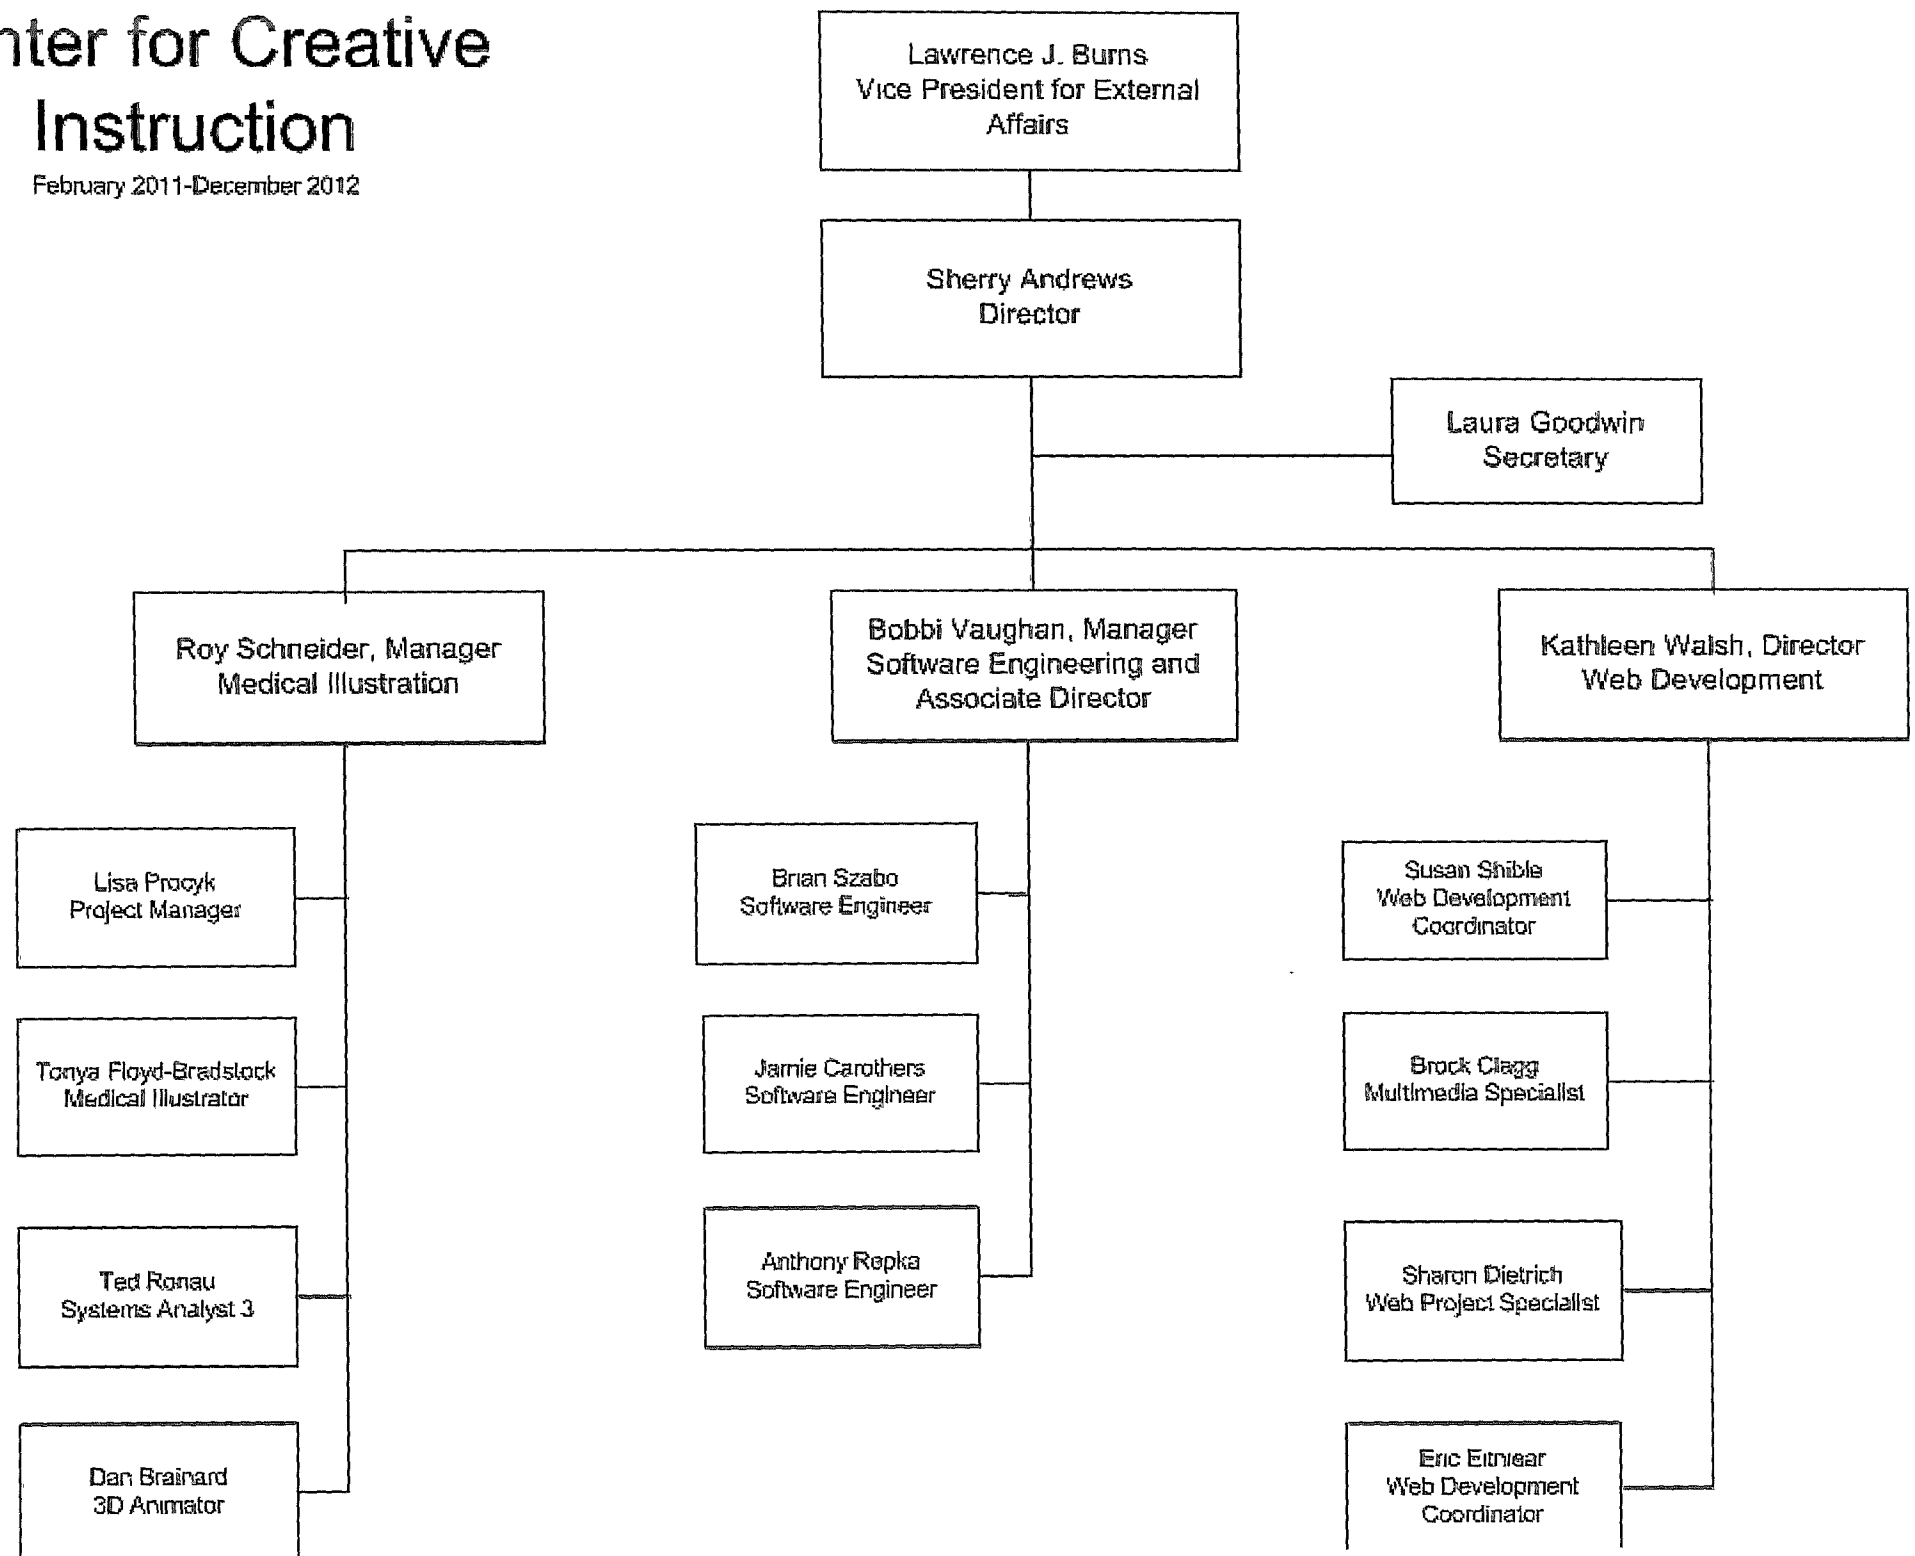 nter for Creative
Instruction
February 2011-December 2012
Lawrence J. Burns
Vice President for External
Affairs
Sherry Andrews
Director
Laura Goodwin
Secretary
Roy Schneider, Manager
Medical Illustration
Bobbi Vaughan, Manager
Software Engineering and
Associate Director
Kathleen Walsh, Director
Web Development
Lisa Procyk
Project Manager
Tonya Floyd-Bradstock
Medical Illustrator
Ted Ronau
Systems Analyst 3
Dan Brainard
3D Animator
Brian Szabo
Software Engineer
Jamie Carothers
Software Engineer
Anthony Repka
Software Engineer
Susan Shible
Web Development
Coordinator
Brock Clagg
Multimedia Specialist
Sharon Dietrich
Web Project Specialist
Eric Eitniear
Web Development
Coordinator